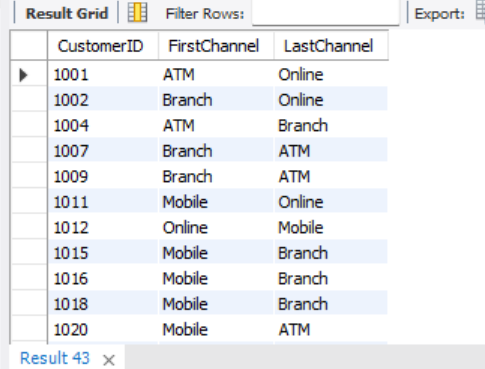 Result Grid Filter Rows: Export:
CustomerID FirstChannel LastChannel
1001 ATM Online
1002 Branch Online
1004 ATM Branch
1007 Branch ATM
1009 Branch ATM
1011 Mobile Online
1012 Online Mobile
1015 Mobile Branch
1016 Mobile Branch
1018 Mobile Branch
1020 Mobile ATM
Result 43